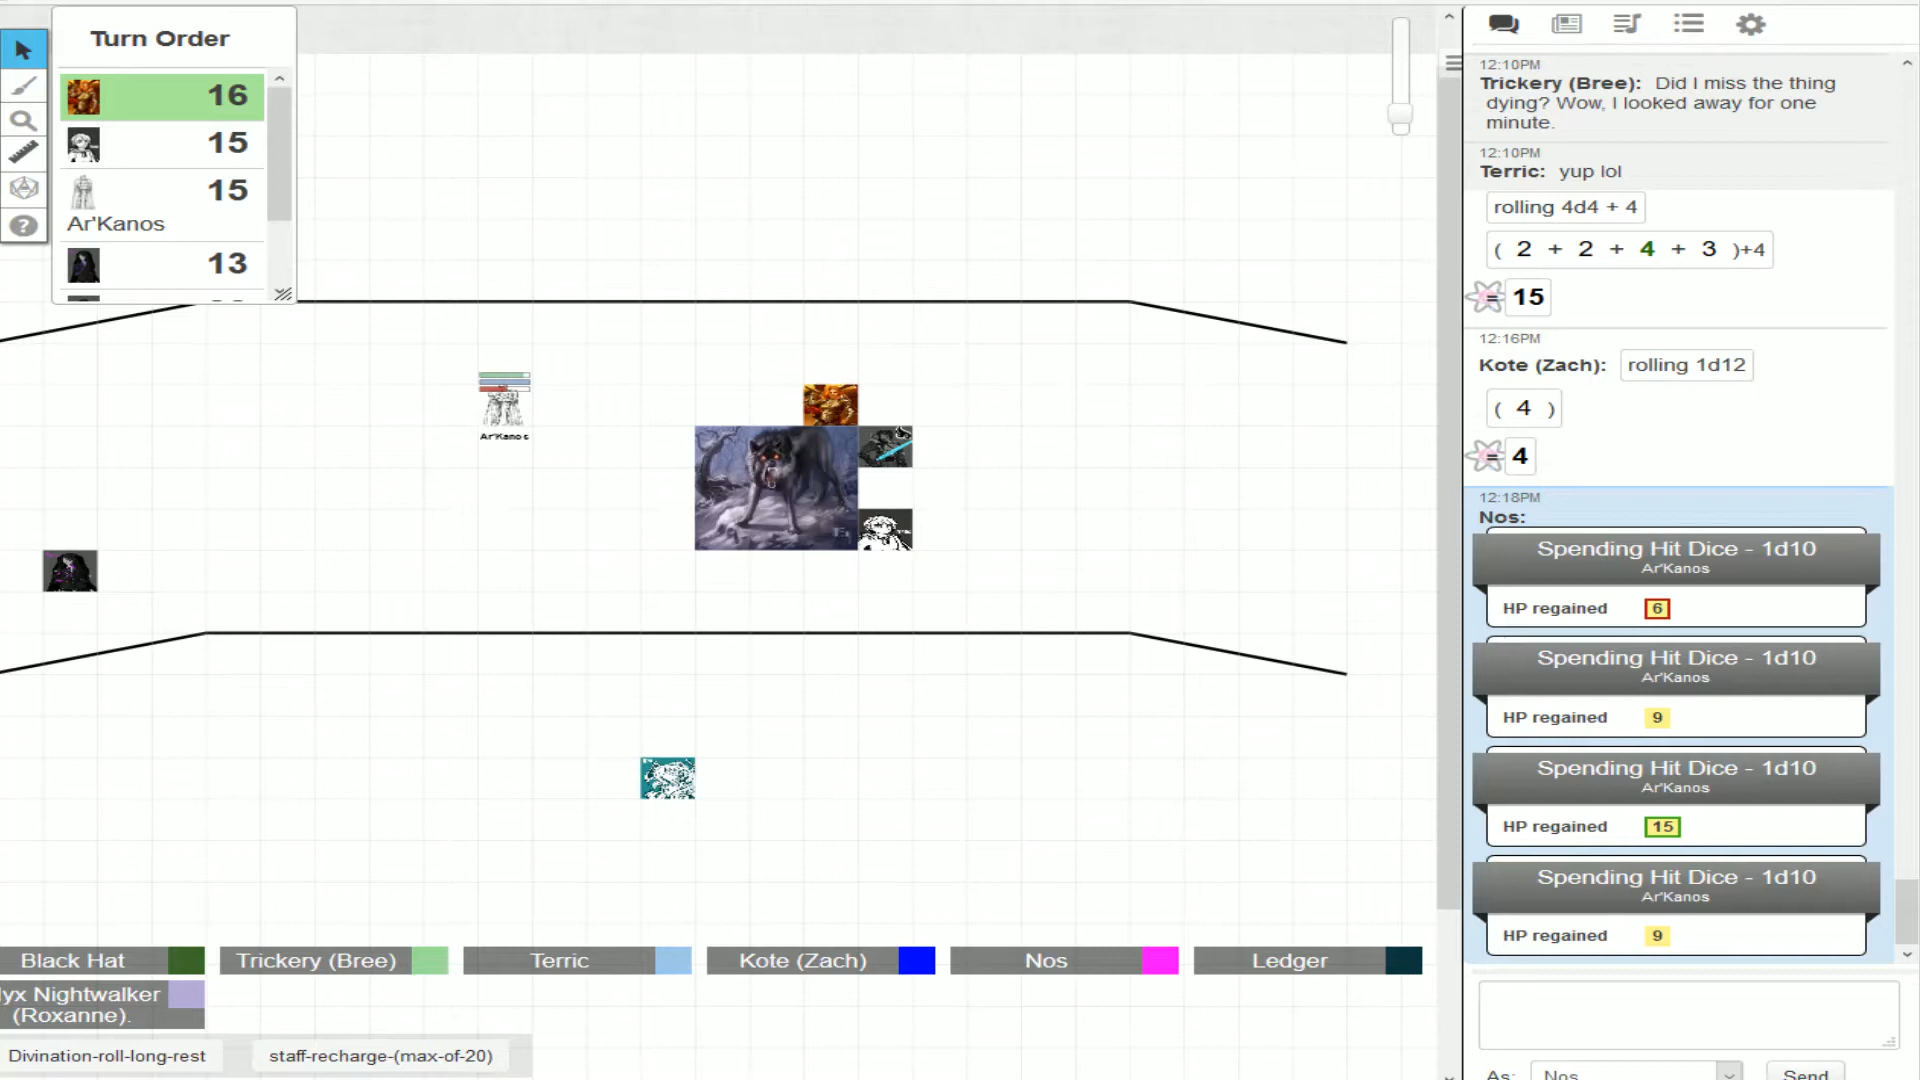 Turn Order
16
15
15
Ar'Kanos
13
Ar'Kanos
12:10PM
Trickery (Bree): Did I miss the thing
dying? Wow, I looked away for one
minute.
12:10PM
Terric: yup lol
rolling 4d4 + 4
( 2 + 2 + 4 + 3 )+4
= 15
12:16PM
Kote (Zach): rolling 1d12
( 4 )
= 4
12:18PM
Nos:
Spending Hit Dice - 1d10
Ar'Kanos
HP regained 6
Spending Hit Dice - 1d10
Ar'Kanos
HP regained 9
Spending Hit Dice - 1d10
Ar'Kanos
HP regained 15
Spending Hit Dice - 1d10
Ar'Kanos
HP regained 9
Black Hat Trickery (Bree) Terric Kote (Zach) Nos Ledger
yx Nightwalker
(Roxanne).
Divination-roll-long-rest staff-recharge-(max-of-20)
As: Nos Send